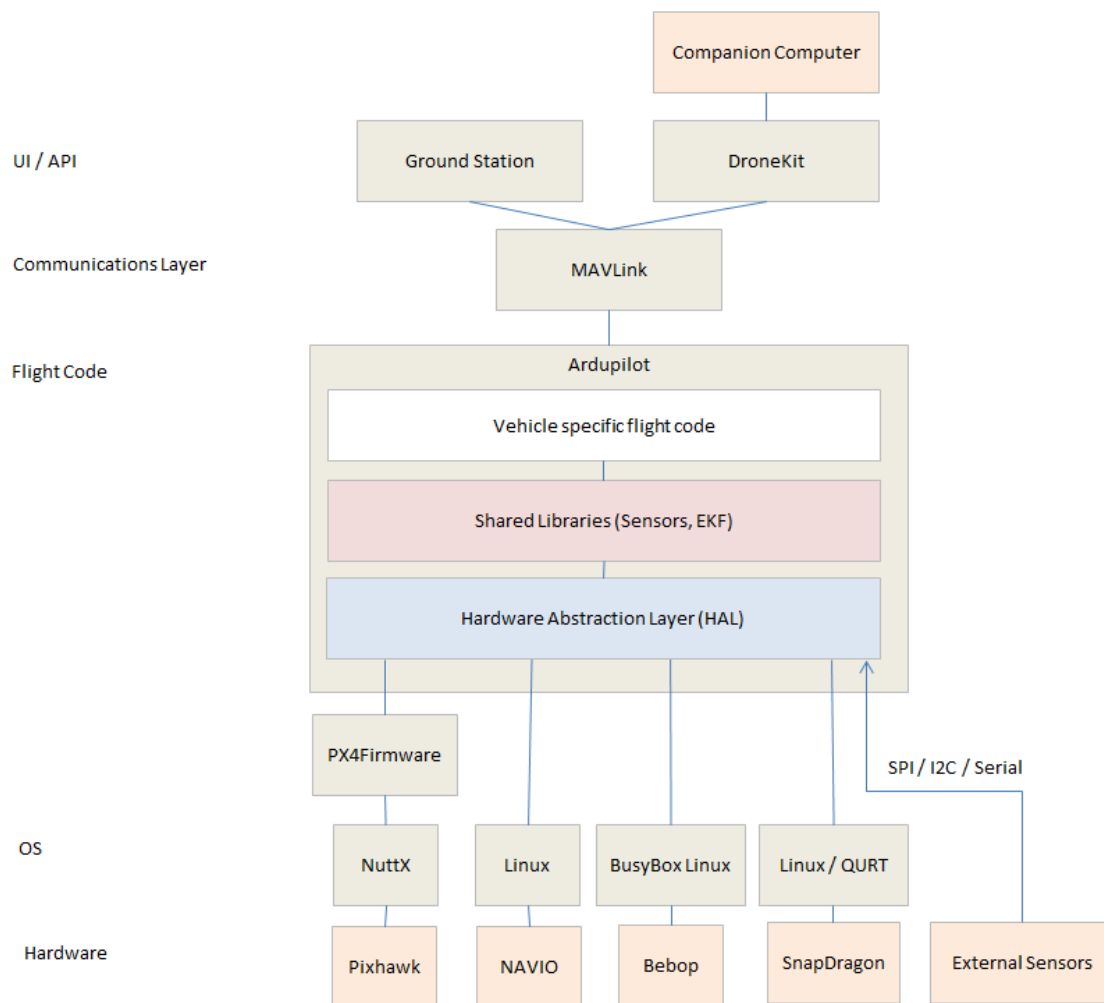 Companion Computer
UI / API
Ground Station
DroneKit
Communications Layer
MAVLink
Flight Code
Ardupilot
Vehicle specific flight code
Shared Libraries (Sensors, EKF)
Hardware Abstraction Layer (HAL)
PX4Firmware
SPI / I2C / Serial
OS
NuttX
Linux
BusyBox Linux
Linux / QURT
Hardware
Pixhawk
NAVIO
Bebop
SnapDragon
External Sensors